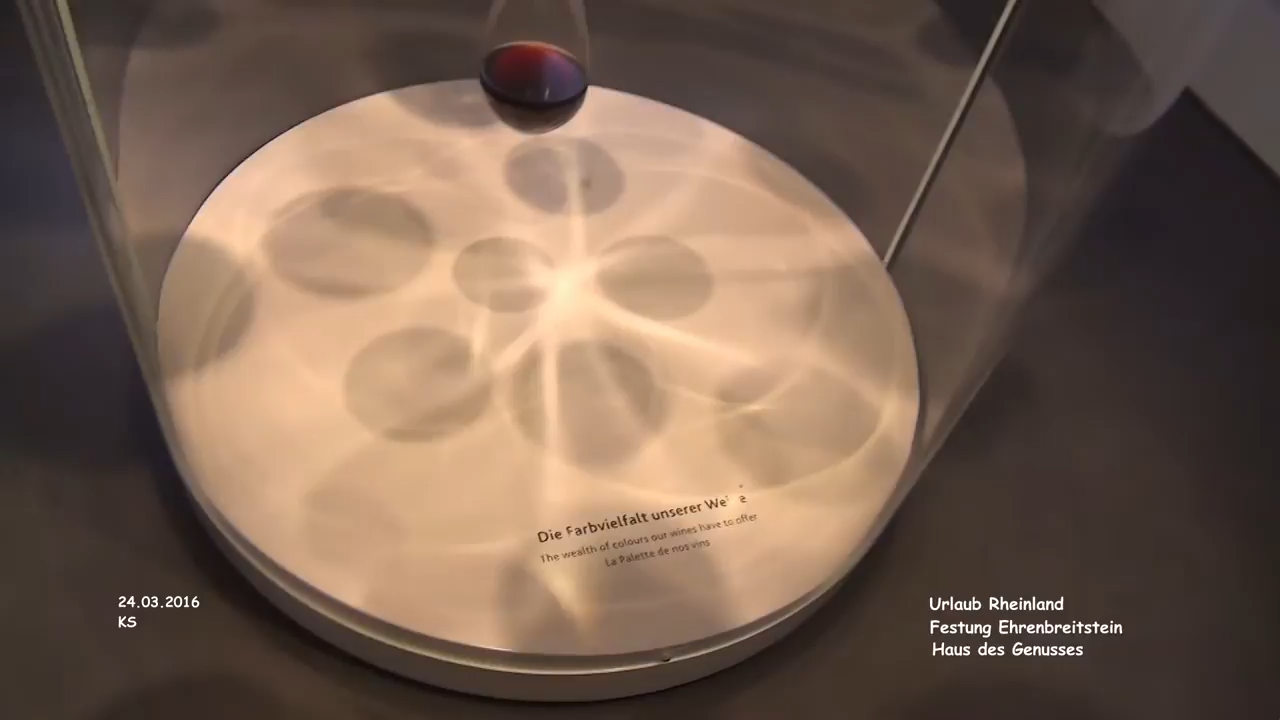 Die Farbvielfalt unserer
The wealth of colours our wines have to offer
La Palette de nos vins
24.03.2016
KS
Urlaub Rheinland
Festung Ehrenbreitstein
Haus des Genusses